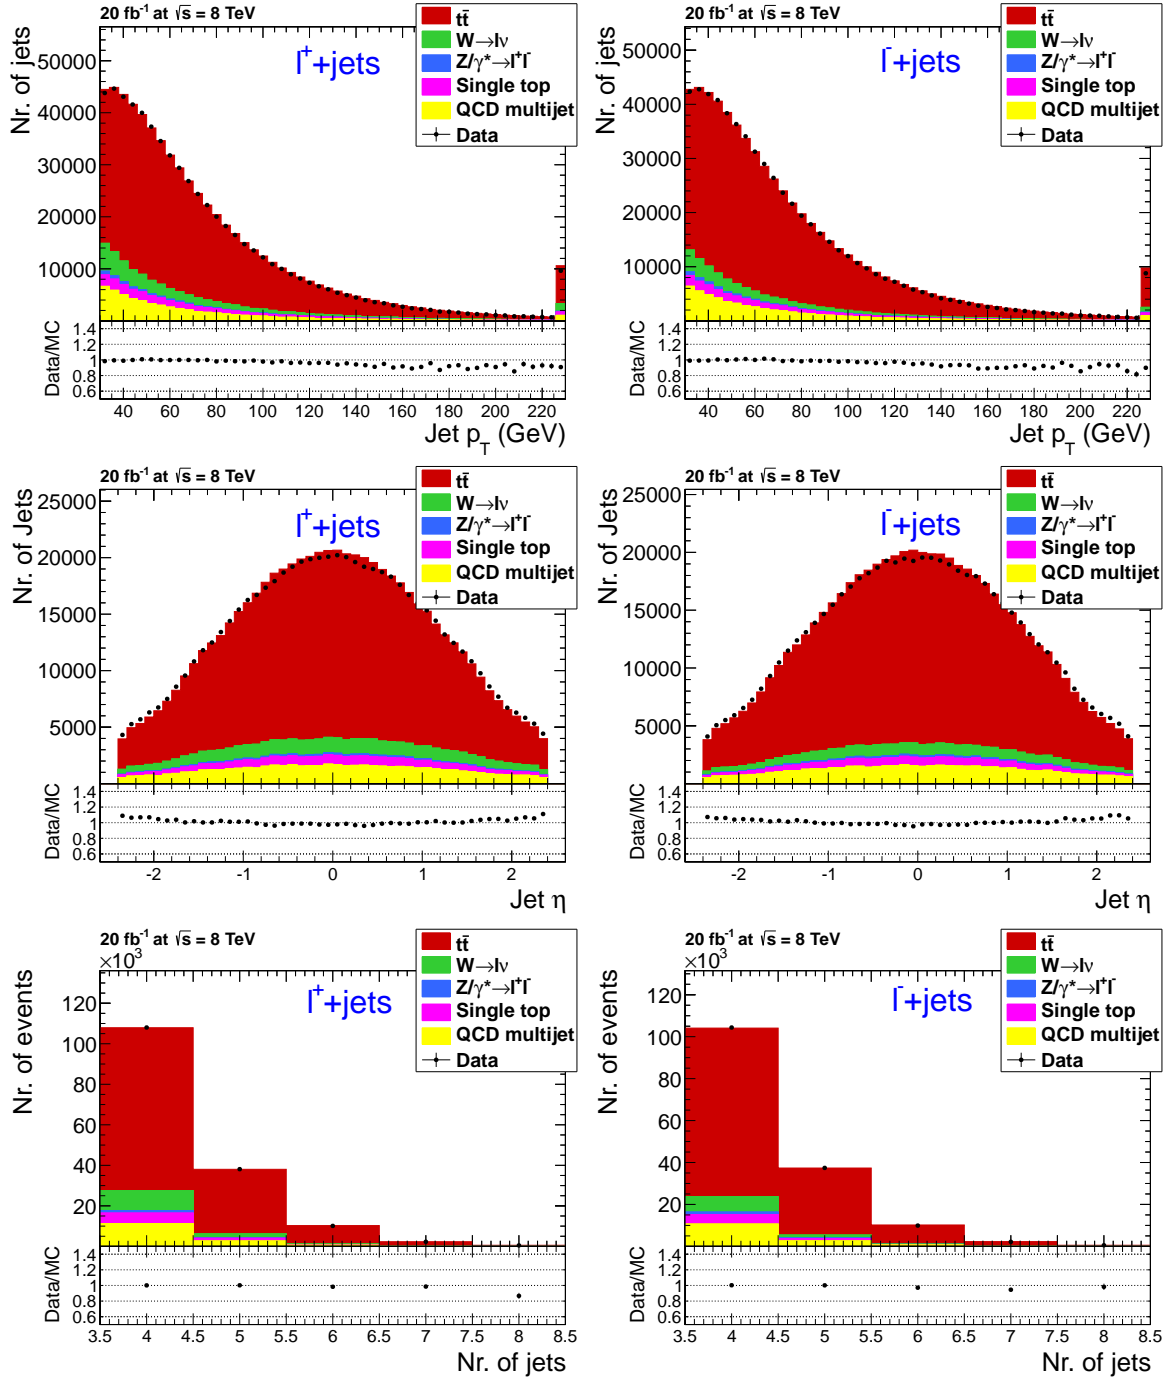 20 fb⁻¹ at √s = 8 TeV
Nr. of jets
50000
40000
30000
20000
10000
l⁺+jets
tt̄
W→lν
Z/γ*→l⁺l⁻
Single top
QCD multijet
Data
Data/MC
1.4
1.2
1
0.8
0.6
40 60 80 100 120 140 160 180 200 220
Jet p_T (GeV)
20 fb⁻¹ at √s = 8 TeV
Nr. of jets
50000
40000
30000
20000
10000
l⁻+jets
tt̄
W→lν
Z/γ*→l⁺l⁻
Single top
QCD multijet
Data
Data/MC
1.4
1.2
1
0.8
0.6
40 60 80 100 120 140 160 180 200 220
Jet p_T (GeV)
20 fb⁻¹ at √s = 8 TeV
Nr. of Jets
25000
20000
15000
10000
5000
l⁺+jets
tt̄
W→lν
Z/γ*→l⁺l⁻
Single top
QCD multijet
Data
Data/MC
1.4
1.2
1
0.8
0.6
-2 -1 0 1 2
Jet η
20 fb⁻¹ at √s = 8 TeV
Nr. of Jets
25000
20000
15000
10000
5000
l⁻+jets
tt̄
W→lν
Z/γ*→l⁺l⁻
Single top
QCD multijet
Data
Data/MC
1.4
1.2
1
0.8
0.6
-2 -1 0 1 2
Jet η
20 fb⁻¹ at √s = 8 TeV
×10³
Nr. of events
120
100
80
60
40
20
l⁺+jets
tt̄
W→lν
Z/γ*→l⁺l⁻
Single top
QCD multijet
Data
Data/MC
1.4
1.2
1
0.8
0.6
3.5 4 4.5 5 5.5 6 6.5 7 7.5 8 8.5
Nr. of jets
20 fb⁻¹ at √s = 8 TeV
×10³
Nr. of events
120
100
80
60
40
20
l⁻+jets
tt̄
W→lν
Z/γ*→l⁺l⁻
Single top
QCD multijet
Data
Data/MC
1.4
1.2
1
0.8
0.6
3.5 4 4.5 5 5.5 6 6.5 7 7.5 8 8.5
Nr. of jets